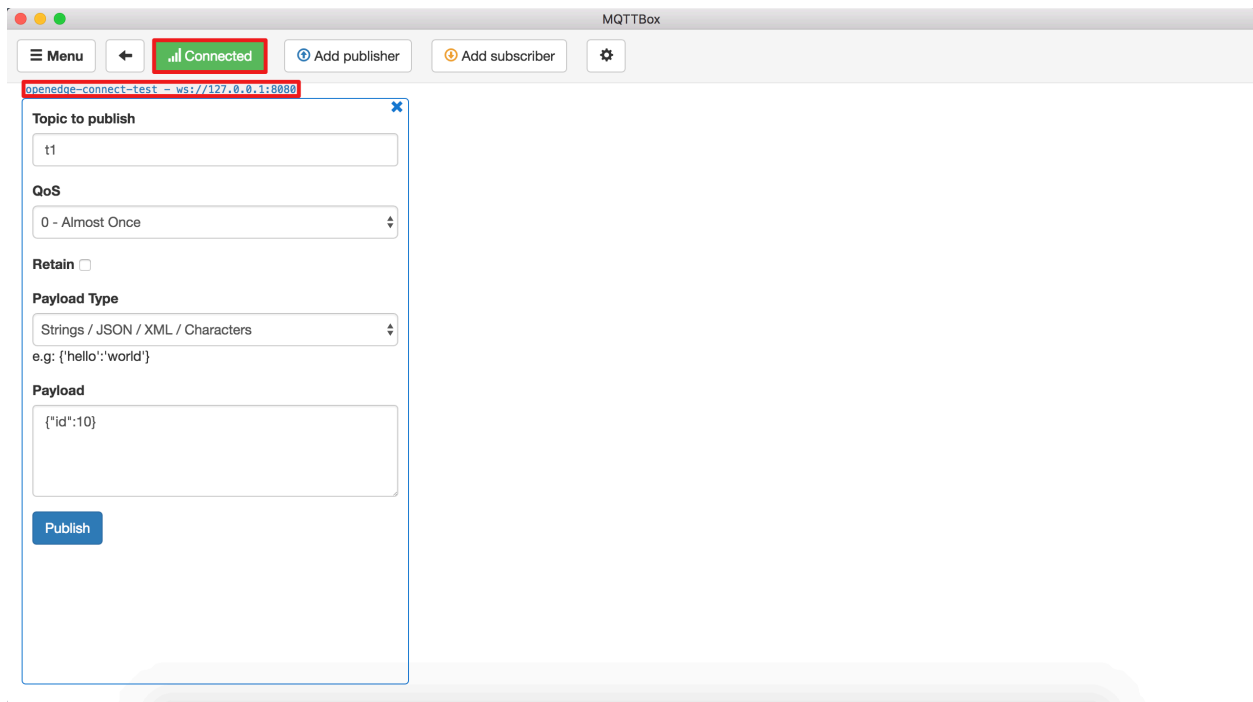 MQTTBox
Menu Connected Add publisher Add subscriber
openedge-connect-test - ws://127.0.0.1:8080
Topic to publish
t1
QoS
0 - Almost Once
Retain
Payload Type
Strings / JSON / XML / Characters
e.g: {'hello':'world'}
Payload
{"id":10}
Publish